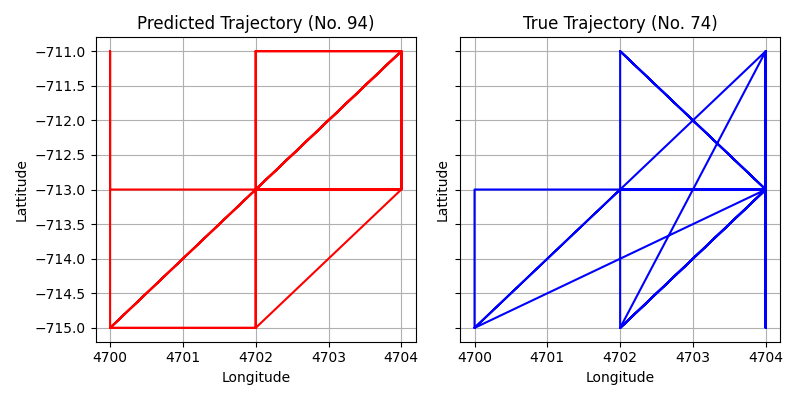 Predicted Trajectory (No. 94)
True Trajectory (No. 74)
−711.0
−711.5
−712.0
−712.5
−713.0
−713.5
−714.0
−714.5
−715.0
Lattitude
Lattitude
4700 4701 4702 4703 4704
4700 4701 4702 4703 4704
Longitude
Longitude